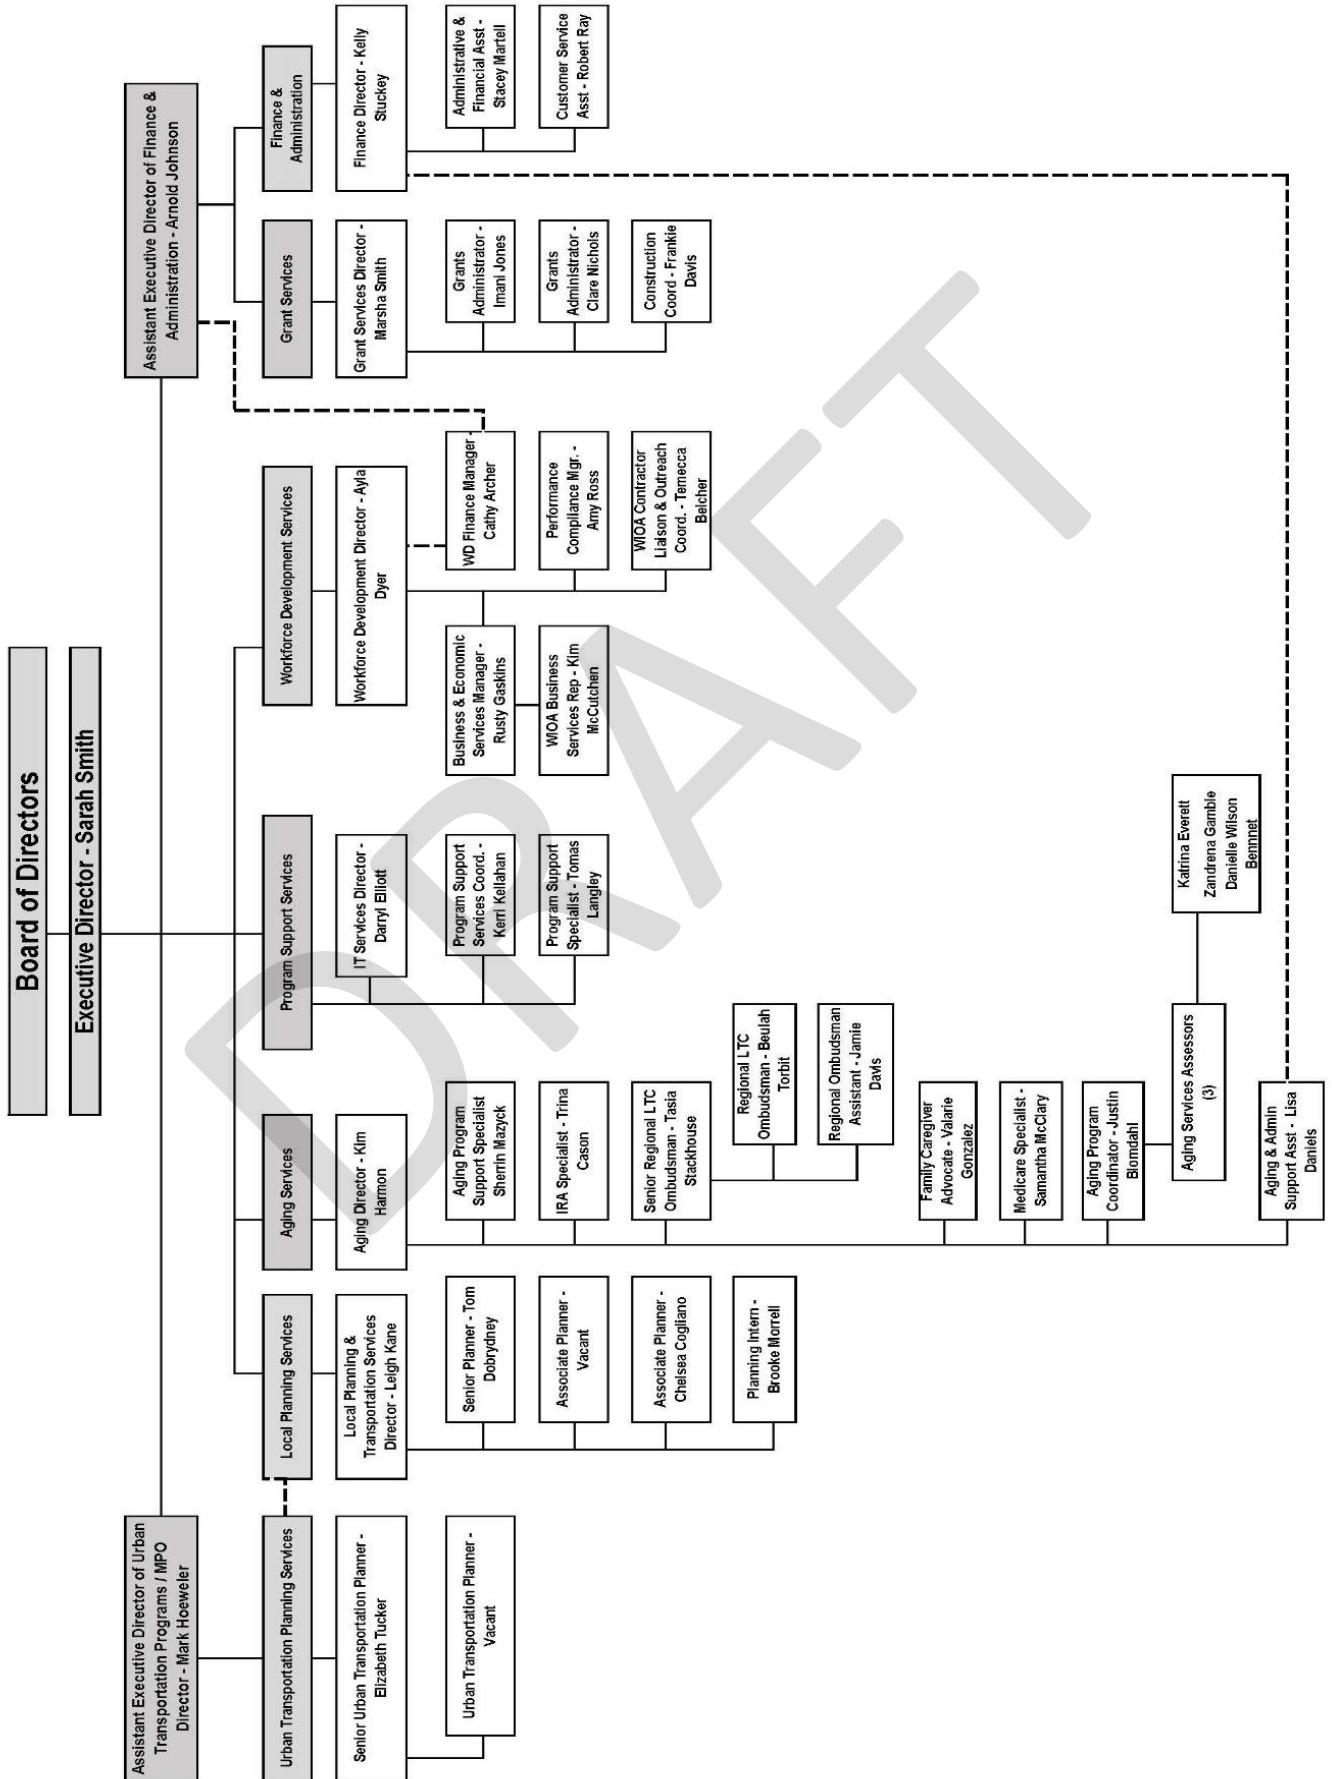 Board of Directors
Executive Director - Sarah Smith
Assistant Executive Director of Urban
Transportation Programs / MPO
Director - Mark Hoeweler
Assistant Executive Director of Finance &
Administration - Arnold Johnson
Urban Transportation Planning Services
Local Planning Services
Aging Services
Program Support Services
Workforce Development Services
Grant Services
Finance &
Administration
Senior Urban Transportation Planner -
Elizabeth Tucker
Urban Transportation Planner -
Vacant
Local Planning &
Transportation Services
Director - Leigh Kane
Senior Planner - Tom
Dobrydney
Associate Planner -
Vacant
Associate Planner -
Chelsea Cogliano
Planning Intern -
Brooke Morrell
Aging Director - Kim
Harmon
Aging Program
Support Specialist
Sherrin Mazyck
IRA Specialist - Trina
Cason
Senior Regional LTC
Ombudsman - Tasia
Stackhouse
Regional LTC
Ombudsman - Beulah
Torbit
Regional Ombudsman
Assistant - Jamie
Davis
Family Caregiver
Advocate - Valarie
Gonzalez
Medicare Specialist -
Samantha McClary
Aging Program
Coordinator - Justin
Blomdahl
Aging Services Assessors
(3)
Katrina Everett
Zandrena Gamble
Danielle Wilson
Bennnet
Aging & Admin
Support Asst - Lisa
Daniels
IT Services Director -
Darryl Elliott
Program Support
Services Coord. -
Kerri Kellahan
Program Support
Specialist - Tomas
Langley
Workforce Development Director - Ayla
Dyer
Business & Economic
Services Manager -
Rusty Gaskins
WIOA Business
Services Rep - Kim
McCutchen
WD Finance Manager -
Cathy Archer
Performance
Compliance Mgr. -
Amy Ross
WIOA Contractor
Liaison & Outreach
Coord. - Temecca
Belcher
Grant Services Director -
Marsha Smith
Grants
Administrator -
Imani Jones
Grants
Administrator -
Clare Nichols
Construction
Coord - Frankie
Davis
Finance Director - Kelly
Stuckey
Administrative &
Financial Asst -
Stacey Martell
Customer Service
Asst - Robert Ray
DRAFT